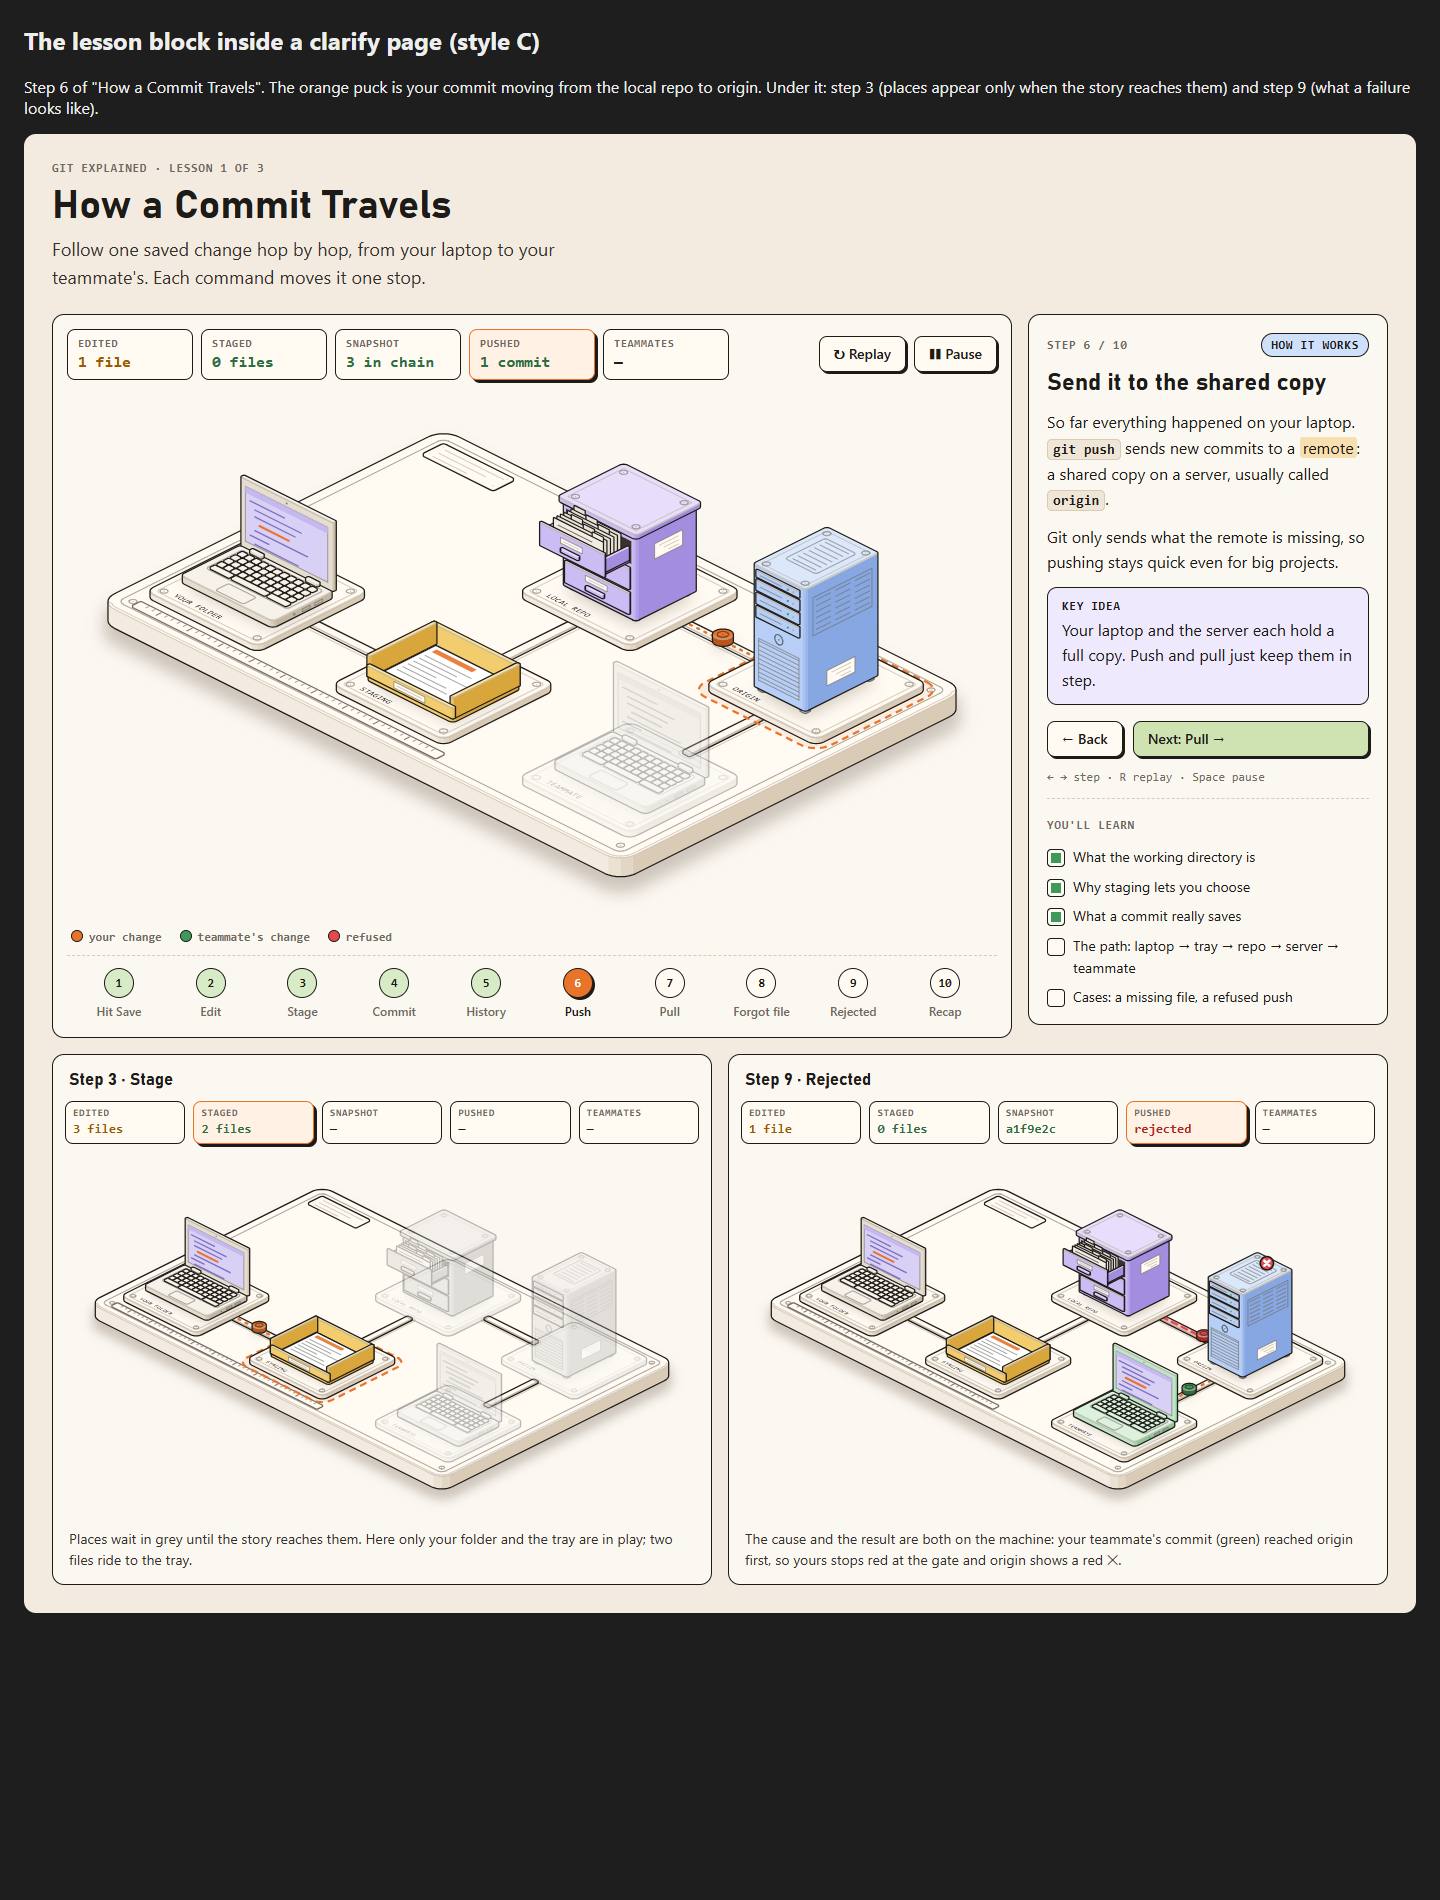 The lesson block inside a clarify page (style C)
Step 6 of "How a Commit Travels". The orange puck is your commit moving from the local repo to origin. Under it: step 3 (places appear only when the story reaches them) and step 9 (what a failure
looks like).
GIT EXPLAINED · LESSON 1 OF 3
How a Commit Travels
Follow one saved change hop by hop, from your laptop to your
teammate's. Each command moves it one stop.
EDITED
1 file
STAGED
0 files
SNAPSHOT
3 in chain
PUSHED
1 commit
TEAMMATES
—
↻ Replay
Pause
YOUR FOLDER
LOCAL REPO
STAGING
ORIGIN
TEAMMATE
your change
teammate's change
refused
1
Hit Save
2
Edit
3
Stage
4
Commit
5
History
6
Push
7
Pull
8
Forgot file
9
Rejected
10
Recap
STEP 6 / 10
HOW IT WORKS
Send it to the shared copy
So far everything happened on your laptop.
git push sends new commits to a remote:
a shared copy on a server, usually called
origin.
Git only sends what the remote is missing, so
pushing stays quick even for big projects.
KEY IDEA
Your laptop and the server each hold a
full copy. Push and pull just keep them in
step.
← Back
Next: Pull →
← → step · R replay · Space pause
YOU'LL LEARN
What the working directory is
Why staging lets you choose
What a commit really saves
The path: laptop → tray → repo → server →
teammate
Cases: a missing file, a refused push
Step 3 · Stage
EDITED
3 files
STAGED
2 files
SNAPSHOT
—
PUSHED
—
TEAMMATES
—
YOUR FOLDER
STAGING
LOCAL REPO
ORIGIN
TEAMMATE
Places wait in grey until the story reaches them. Here only your folder and the tray are in play; two
files ride to the tray.
Step 9 · Rejected
EDITED
1 file
STAGED
0 files
SNAPSHOT
a1f9e2c
PUSHED
rejected
TEAMMATES
—
YOUR FOLDER
STAGING
LOCAL REPO
ORIGIN
TEAMMATE
The cause and the result are both on the machine: your teammate's commit (green) reached origin
first, so yours stops red at the gate and origin shows a red ✕.